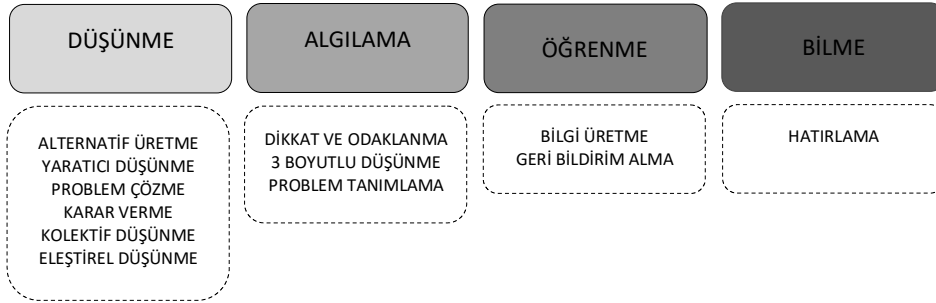 DÜŞÜNME
ALTERNATİF ÜRETME
YARATICI DÜŞÜNME
PROBLEM ÇÖZME
KARAR VERME
KOLEKTİF DÜŞÜNME
ELEŞTİREL DÜŞÜNME
ALGILAMA
DİKKAT VE ODAKLANMA
3 BOYUTLU DÜŞÜNME
PROBLEM TANIMLAMA
ÖĞRENME
BİLGİ ÜRETME
GERİ BİLDİRİM ALMA
BİLME
HATIRLAMA